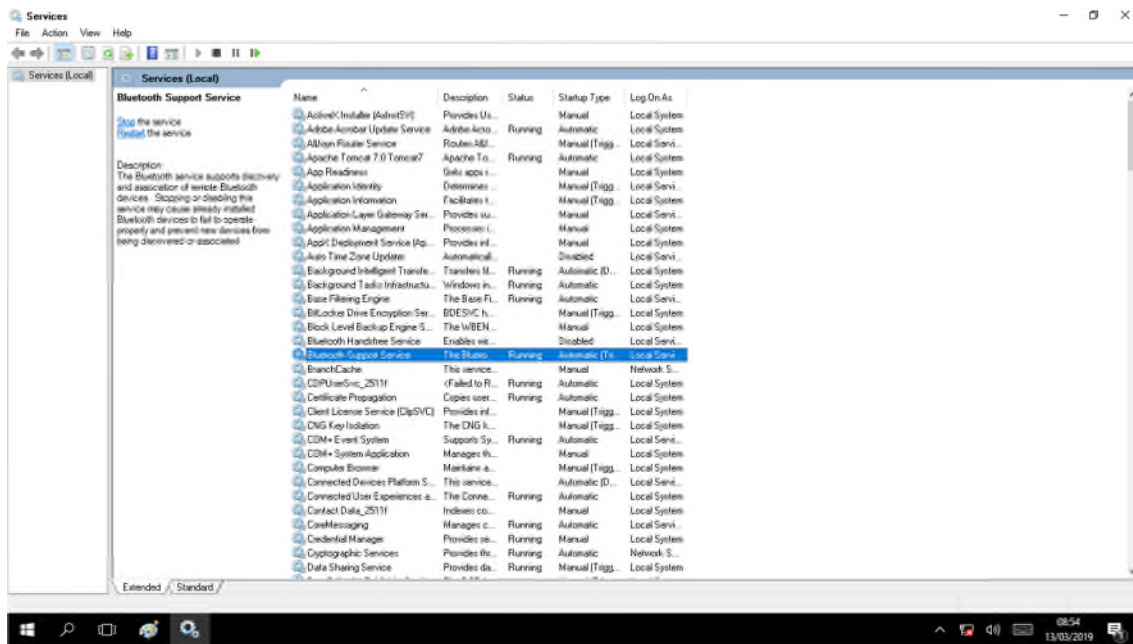 Services
File Action View Help
Services (Local)
Services (Local)
Bluetooth Support Service
Stop the service
Restart the service
Description:
The Bluetooth service supports discovery
and association of remote Bluetooth
devices. Stopping or disabling this
service may cause already installed
Bluetooth devices to fail to operate
properly and prevent new devices from
being discovered or associated.
Name Description Status Startup Type Log On As
ActiveX Installer (AxInstSV) Provides Us... Manual Local System
Adobe Acrobat Update Service Adobe Acro... Running Automatic Local System
AllJoyn Router Service Routes AllJ... Manual (Trigg... Local Servi...
Apache Tomcat 7.0 Tomcat7 Apache To... Running Automatic Local System
App Readiness Gets apps r... Manual Local System
Application Identity Determines ... Manual (Trigg... Local Servi...
Application Information Facilitates t... Manual (Trigg... Local System
Application Layer Gateway Ser... Provides su... Manual Local Servi...
Application Management Processes i... Manual Local System
AppX Deployment Service (Ap... Provides inf... Manual Local System
Auto Time Zone Updater Automaticall... Disabled Local Servi...
Background Intelligent Transfe... Transfers fil... Running Automatic (D... Local System
Background Tasks Infrastructu... Windows in... Running Automatic Local System
Base Filtering Engine The Base Fi... Running Automatic Local Servi...
BitLocker Drive Encryption Ser... BDESVC h... Manual (Trigg... Local System
Block Level Backup Engine S... The WBEN... Manual Local System
Bluetooth Handsfree Service Enables wir... Disabled Local Servi...
Bluetooth Support Service The Blueto... Running Automatic (Tri... Local Servi...
BranchCache This service... Manual Network S...
CDPUserSvc_2511f <Failed to R... Running Automatic Local System
Certificate Propagation Copies user... Running Automatic Local System
Client License Service (ClipSVC) Provides inf... Manual (Trigg... Local System
CNG Key Isolation The CNG k... Manual (Trigg... Local System
COM+ Event System Supports Sy... Running Automatic Local Servi...
COM+ System Application Manages th... Manual Local System
Computer Browser Maintains a... Manual (Trigg... Local System
Connected Devices Platform S... This service... Automatic (D... Local Servi...
Connected User Experiences a... The Conne... Running Automatic Local System
Contact Data_2511f Indexes co... Manual Local System
CoreMessaging Manages c... Running Automatic Local Servi...
Credential Manager Provides se... Running Manual Local System
Cryptographic Services Provides thr... Running Automatic Network S...
Data Sharing Service Provides da... Running Manual (Trigg... Local System
Extended Standard
08:54
13/03/2019